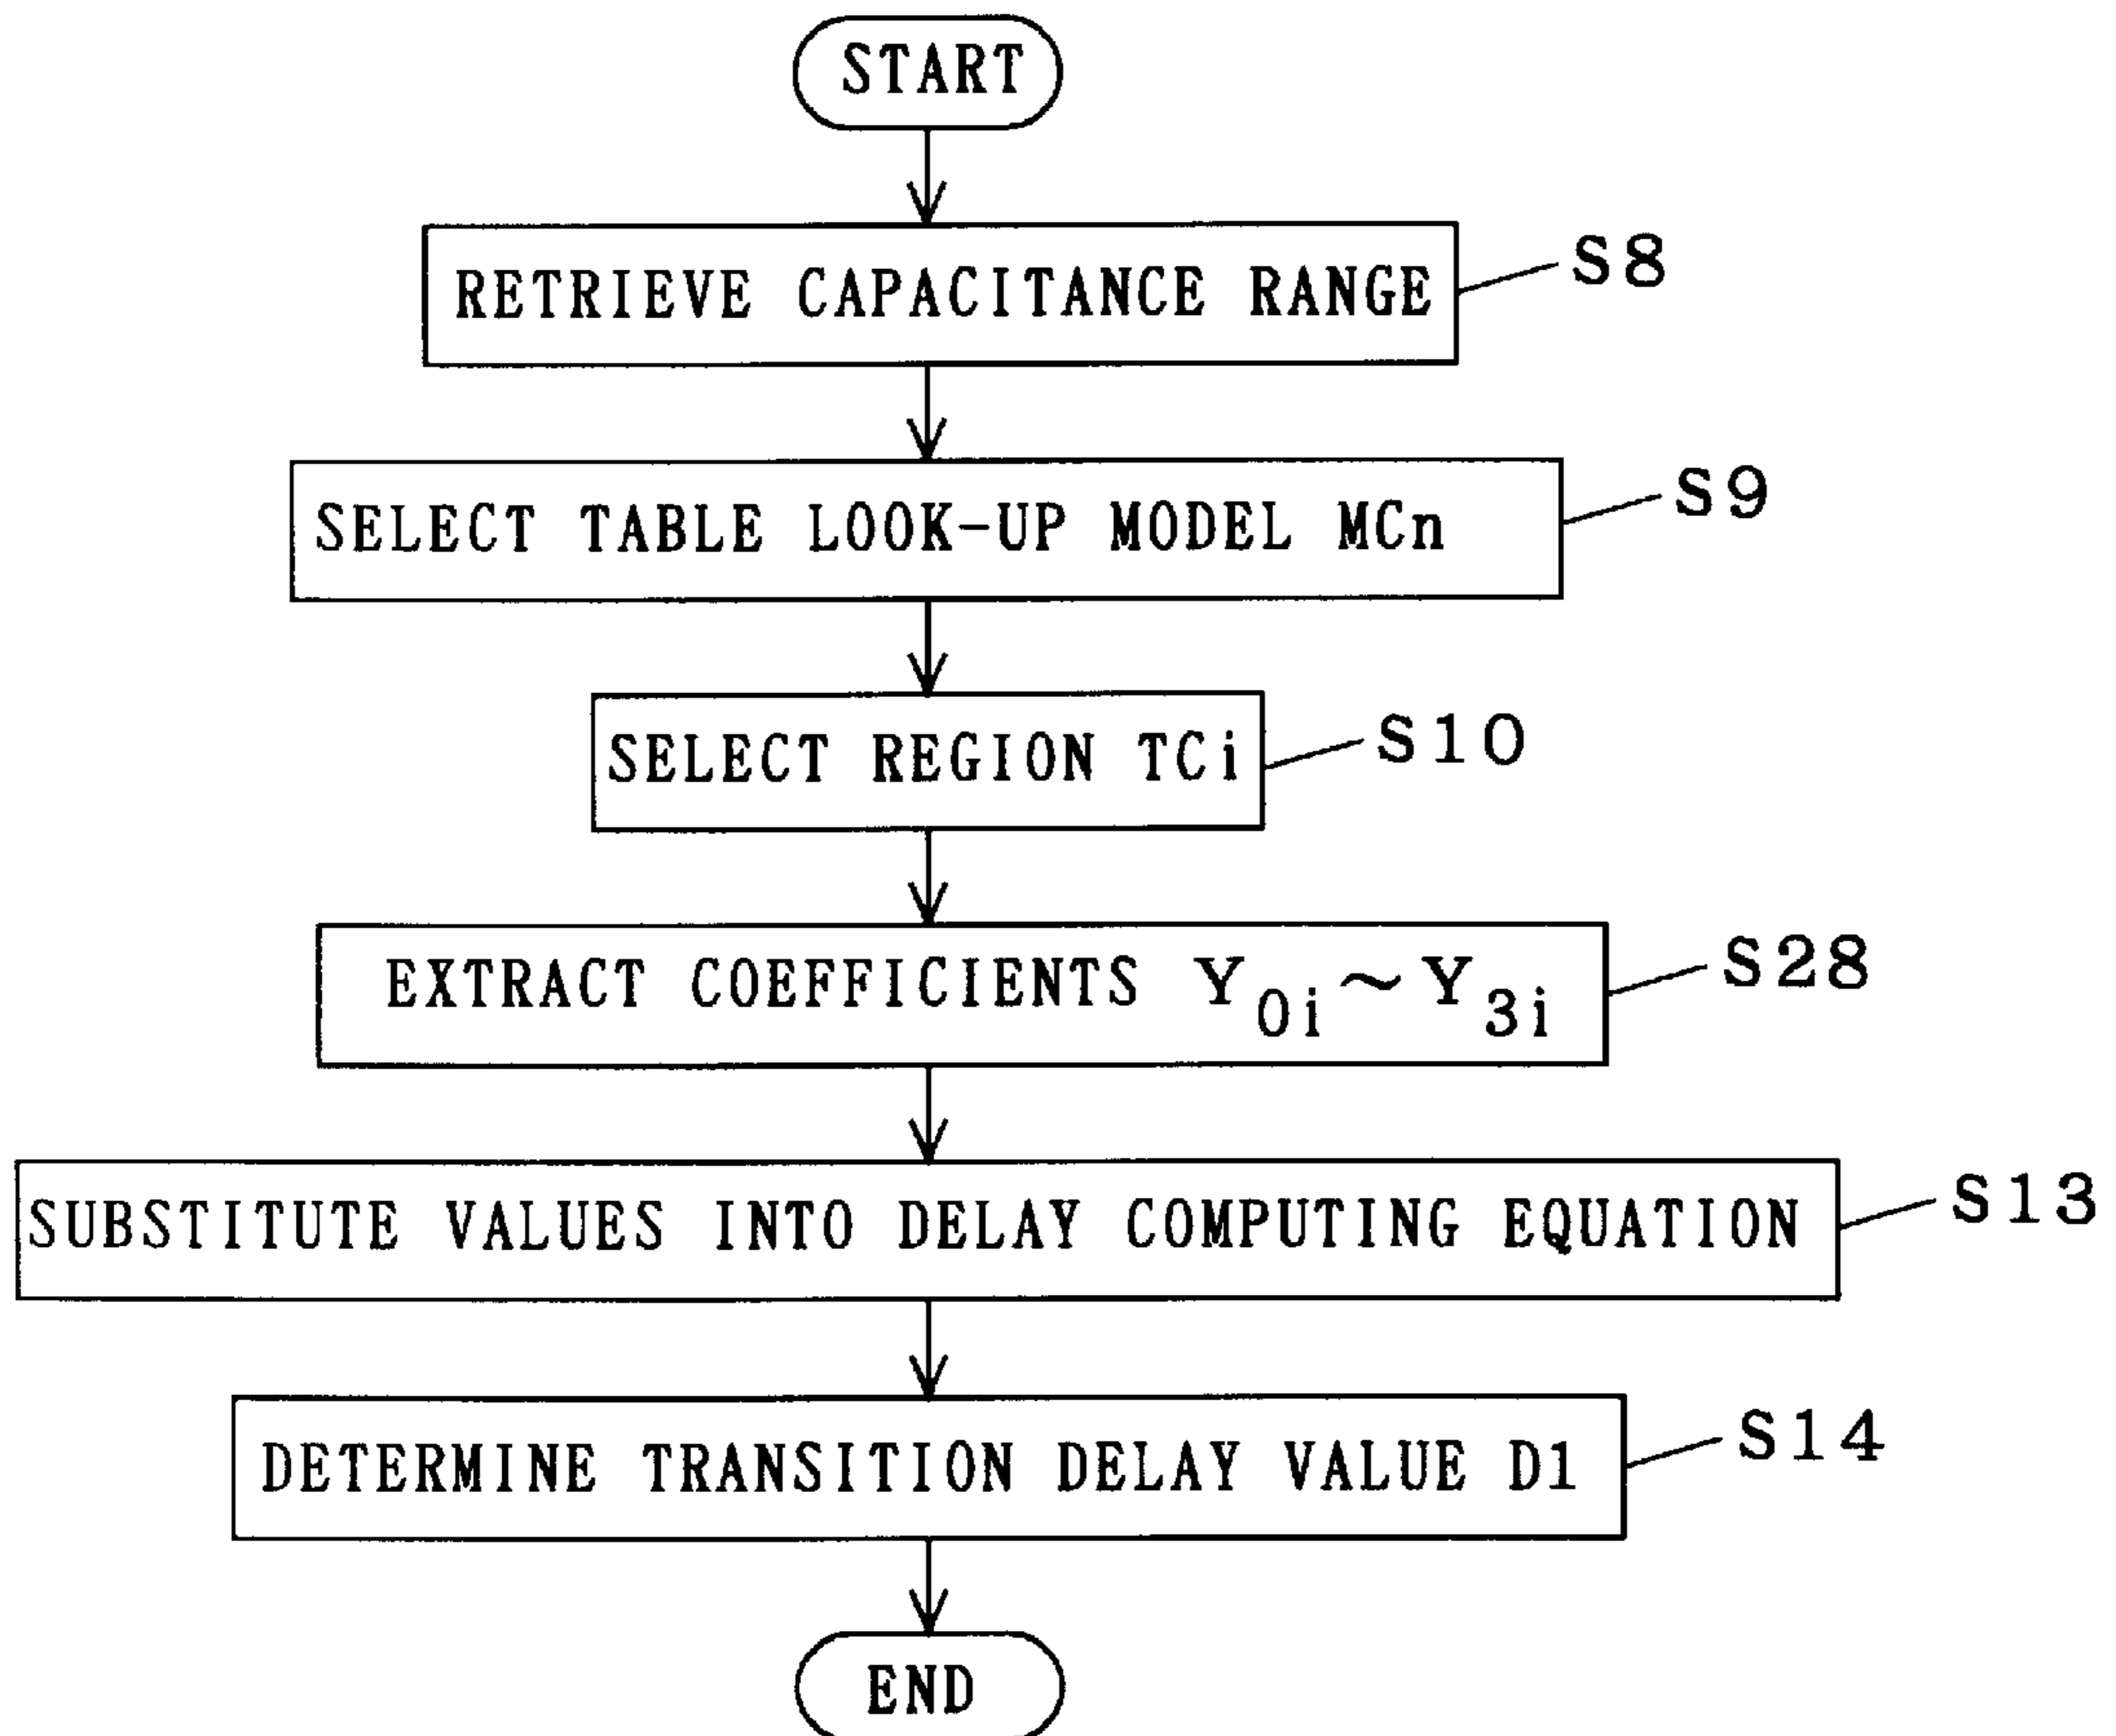 START
RETRIEVE CAPACITANCE RANGE
S8
SELECT TABLE LOOK-UP MODEL MCn
S9
SELECT REGION TCi
S10
EXTRACT COEFFICIENTS Y0i~Y3i
S28
SUBSTITUTE VALUES INTO DELAY COMPUTING EQUATION
S13
DETERMINE TRANSITION DELAY VALUE D1
S14
END